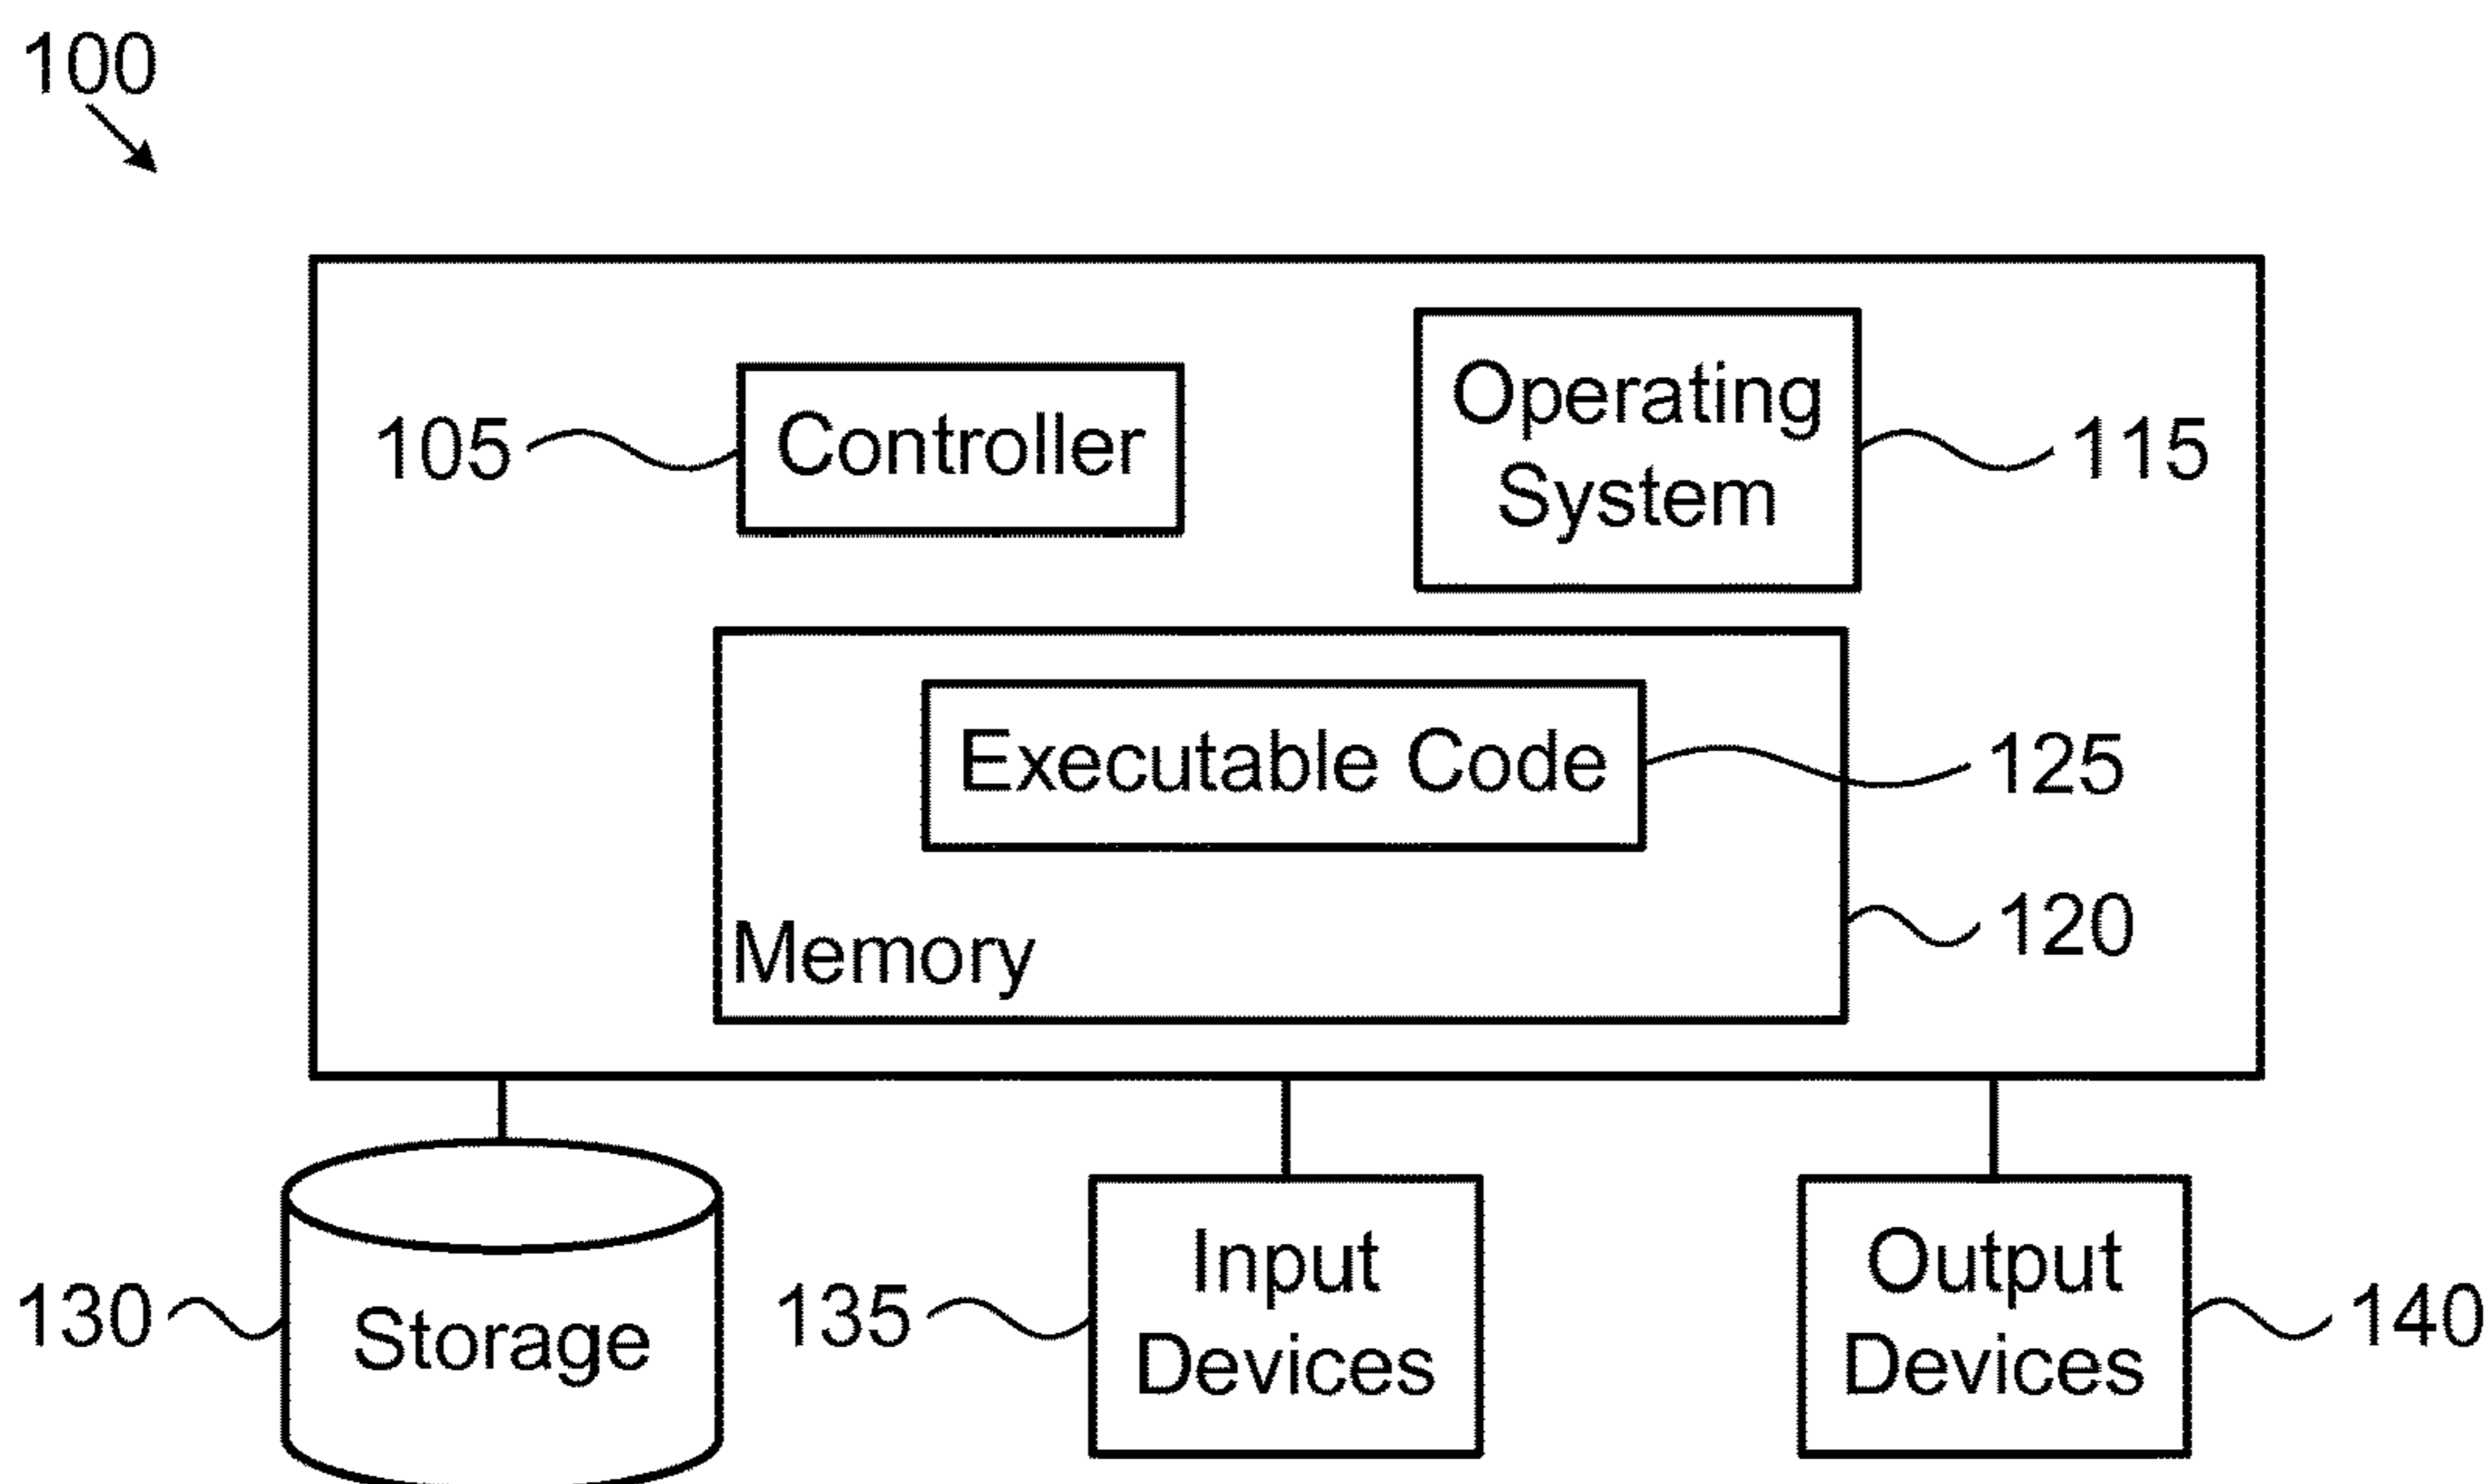 100
105
Controller
Operating
System
115
Executable Code
125
Memory
120
130
Storage
135
Input
Devices
Output
Devices
140